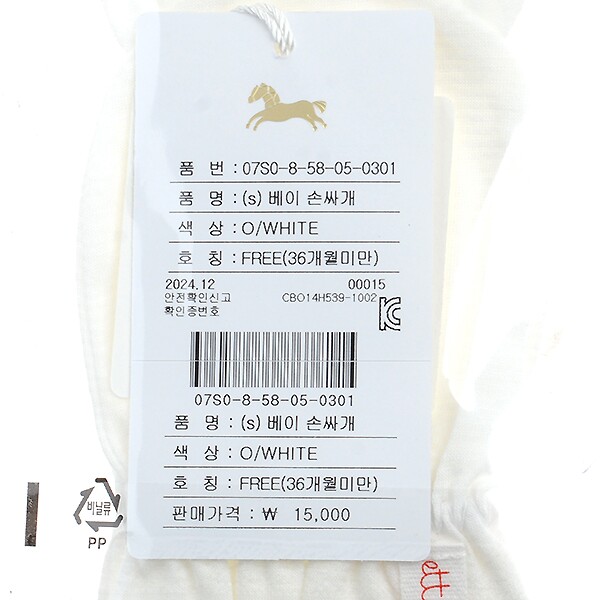 품 번 : 07S0-8-58-05-0301
품 명 : (s) 베이 손싸개
색 상 : O/WHITE
호 칭 : FREE(36개월미만)
2024.12 00015
안전확인신고 CB014H539-1002
확인증번호
07S0-8-58-05-0301
품 명 : (s) 베이 손싸개
색 상 : O/WHITE
호 칭 : FREE(36개월미만)
판매가격 : ₩ 15,000
비닐류
PP
ett